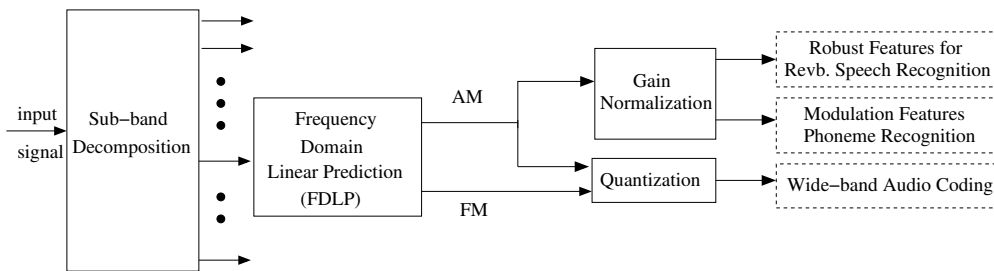 input
signal
Sub-band
Decomposition
Frequency
Domain
Linear Prediction
(FDLP)
AM
FM
Gain
Normalization
Quantization
Robust Features for
Revb. Speech Recognition
Modulation Features
Phoneme Recognition
Wide-band Audio Coding